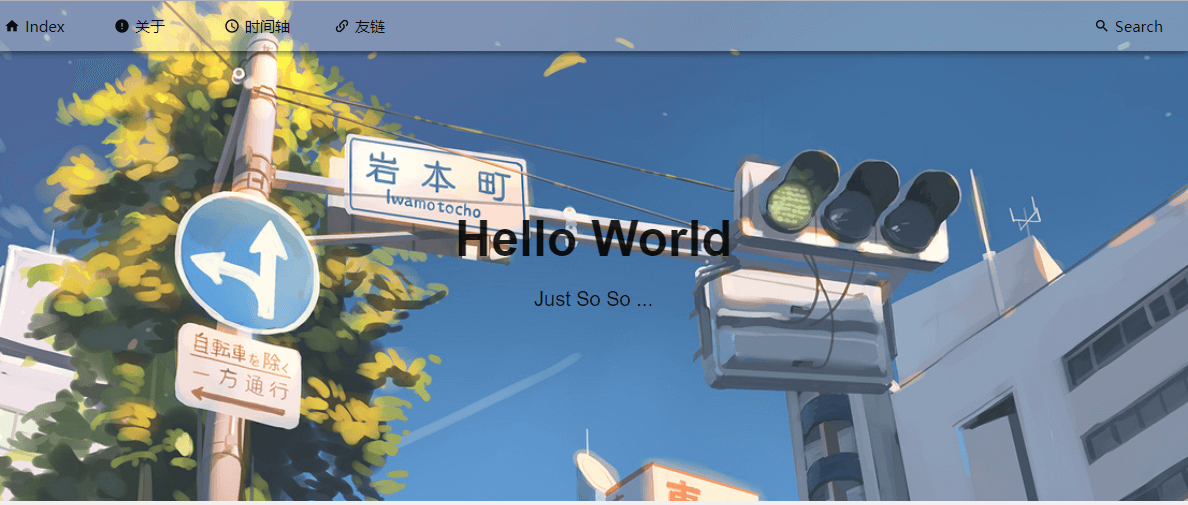 Index
关于
时间轴
友链
Search
岩本町
Iwamotocho
Hello World
Just So So ...
自転車を除く
一方通行
東